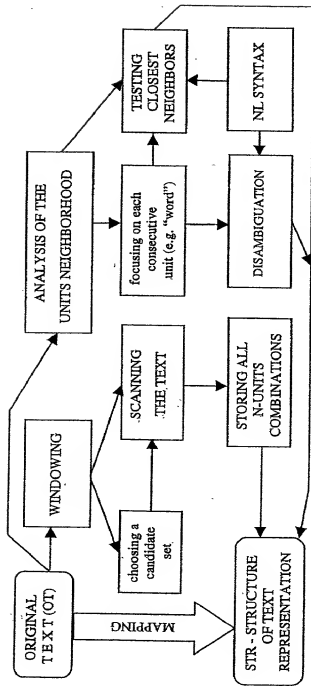 ORIGINAL
TEXT (OT)
MAPPING
STR - STRUCTURE
OF TEXT
REPRESENTATION
WINDOWING
choosing a
candidate
set
SCANNING
THE TEXT
STORING ALL
N-UNITS
COMBINATIONS
ANALYSIS OF THE
UNITS NEIGHBORHOOD
focusing on each
consecutive
unit (e.g. "word")
DISAMBIGUATION
TESTING
CLOSEST
NEIGHBORS
NL SYNTAX